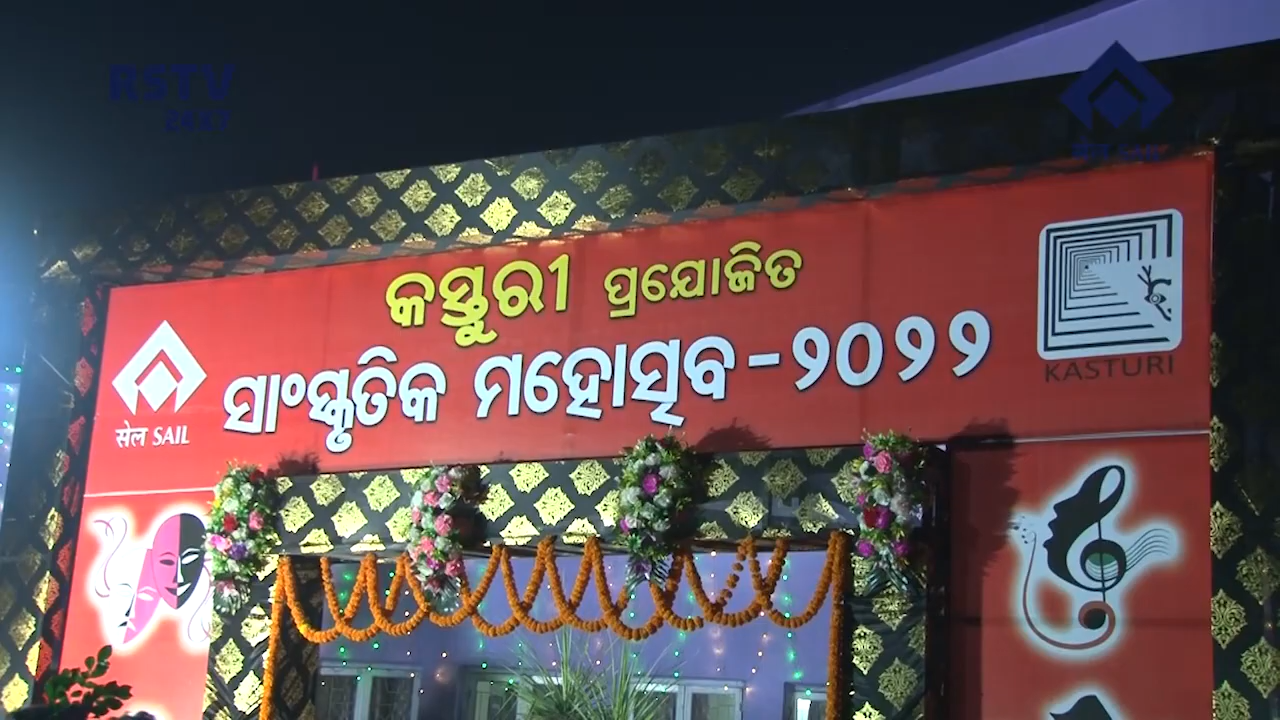 RSTV
24X7
କସ୍ତୁରୀ ପ୍ରଯୋଜିତ
ସାଂସ୍କୃତିକ ମହୋତ୍ସବ-୨୦୨୨
सेल SAIL
KASTURI